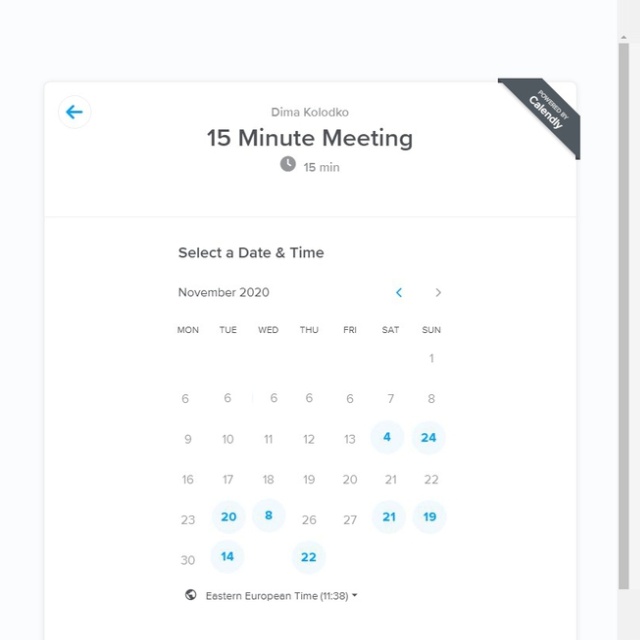 POWERED BY
Calendly
Dima Kolodko
15 Minute Meeting
15 min
Select a Date & Time
November 2020
MON TUE WED THU FRI SAT SUN
1
6 6 6 6 6 7 8
9 10 11 12 13 4 24
16 17 18 19 20 21 22
23 20 8 26 27 21 19
30 14 22
Eastern European Time (11:38)